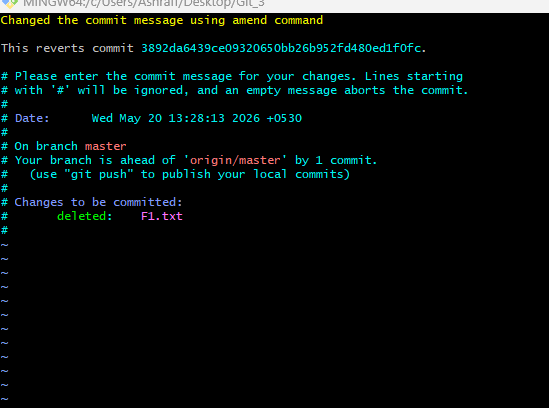 MINGW64:/c/Users/Ashraf/Desktop/Git_3
Changed the commit message using amend command
This reverts commit 3892da6439ce09320650bb26b952fd480ed1f0fc.
# Please enter the commit message for your changes. Lines starting
# with '#' will be ignored, and an empty message aborts the commit.
#
# Date:      Wed May 20 13:28:13 2026 +0530
#
# On branch master
# Your branch is ahead of 'origin/master' by 1 commit.
#   (use "git push" to publish your local commits)
#
# Changes to be committed:
#       deleted:    F1.txt
#
~
~
~
~
~
~
~
~
~
~
~
~